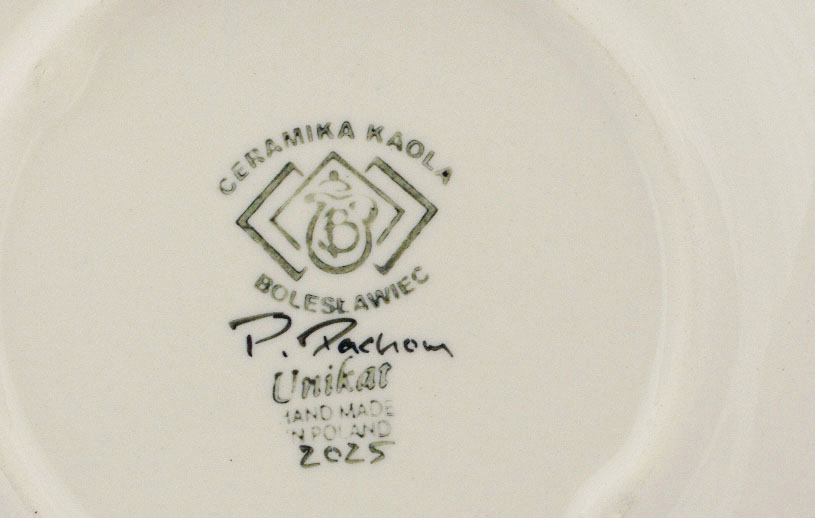 CERAMIKA KAOLA
B
BOLESŁAWIEC
P. Pachom
Unikat
HAND MADE
IN POLAND
2025